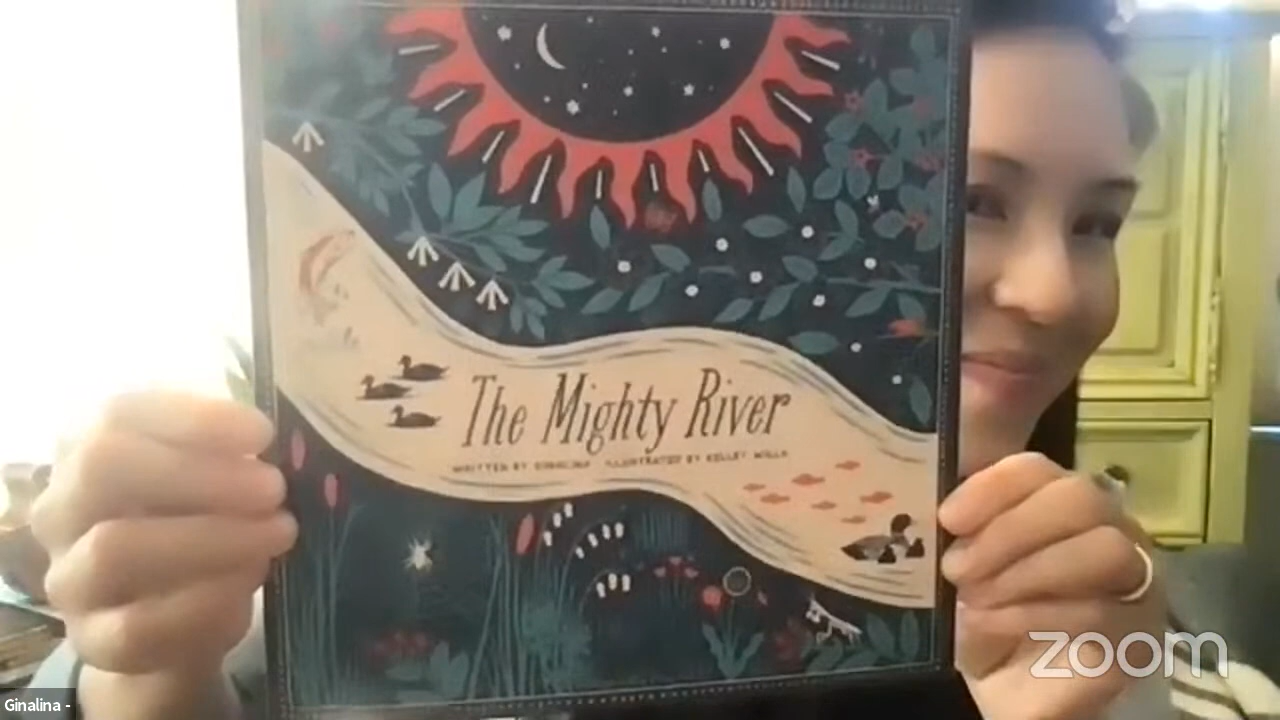 The Mighty River
WRITTEN BY GINALINA ILLUSTRATED BY KELLEY WILLS
zoom
Ginalina -